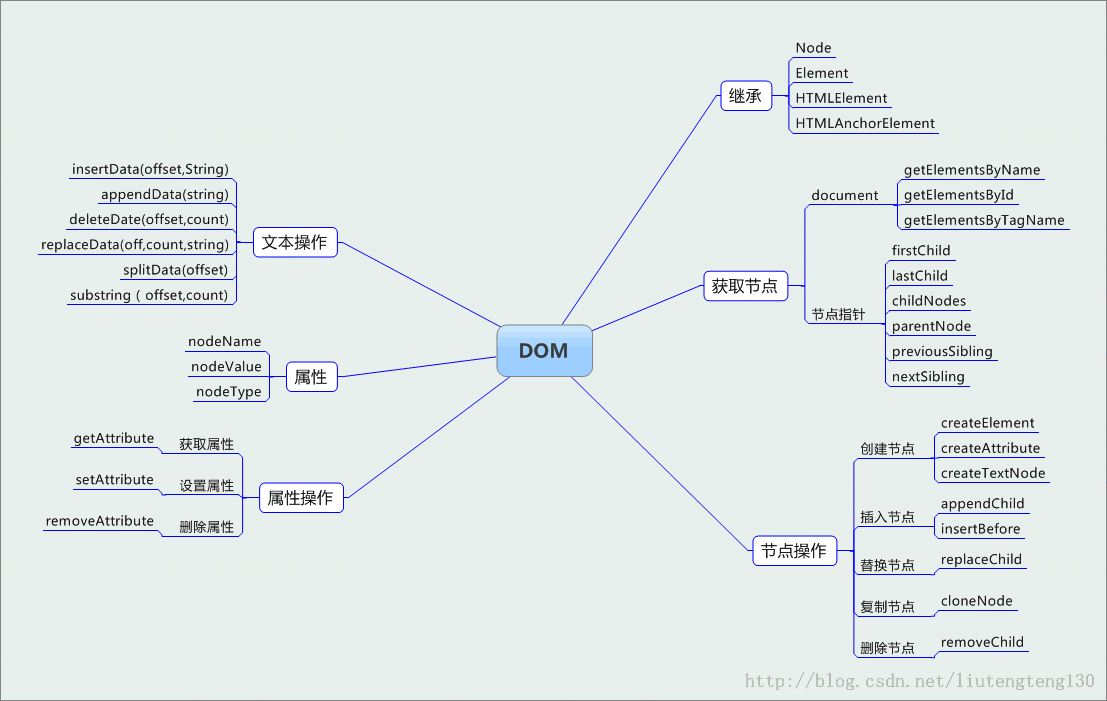 DOM
继承
Node
Element
HTMLElement
HTMLAnchorElement
获取节点
document
getElementsByName
getElementsById
getElementsByTagName
节点指针
firstChild
lastChild
childNodes
parentNode
previousSibling
nextSibling
节点操作
创建节点
createElement
createAttribute
createTextNode
插入节点
appendChild
insertBefore
替换节点
replaceChild
复制节点
cloneNode
删除节点
removeChild
文本操作
insertData(offset,String)
appendData(string)
deleteDate(offset,count)
replaceData(off,count,string)
splitData(offset)
substring（offset,count)
属性
nodeName
nodeValue
nodeType
属性操作
获取属性
getAttribute
设置属性
setAttribute
删除属性
removeAttribute
http://blog.csdn.net/liutengteng130